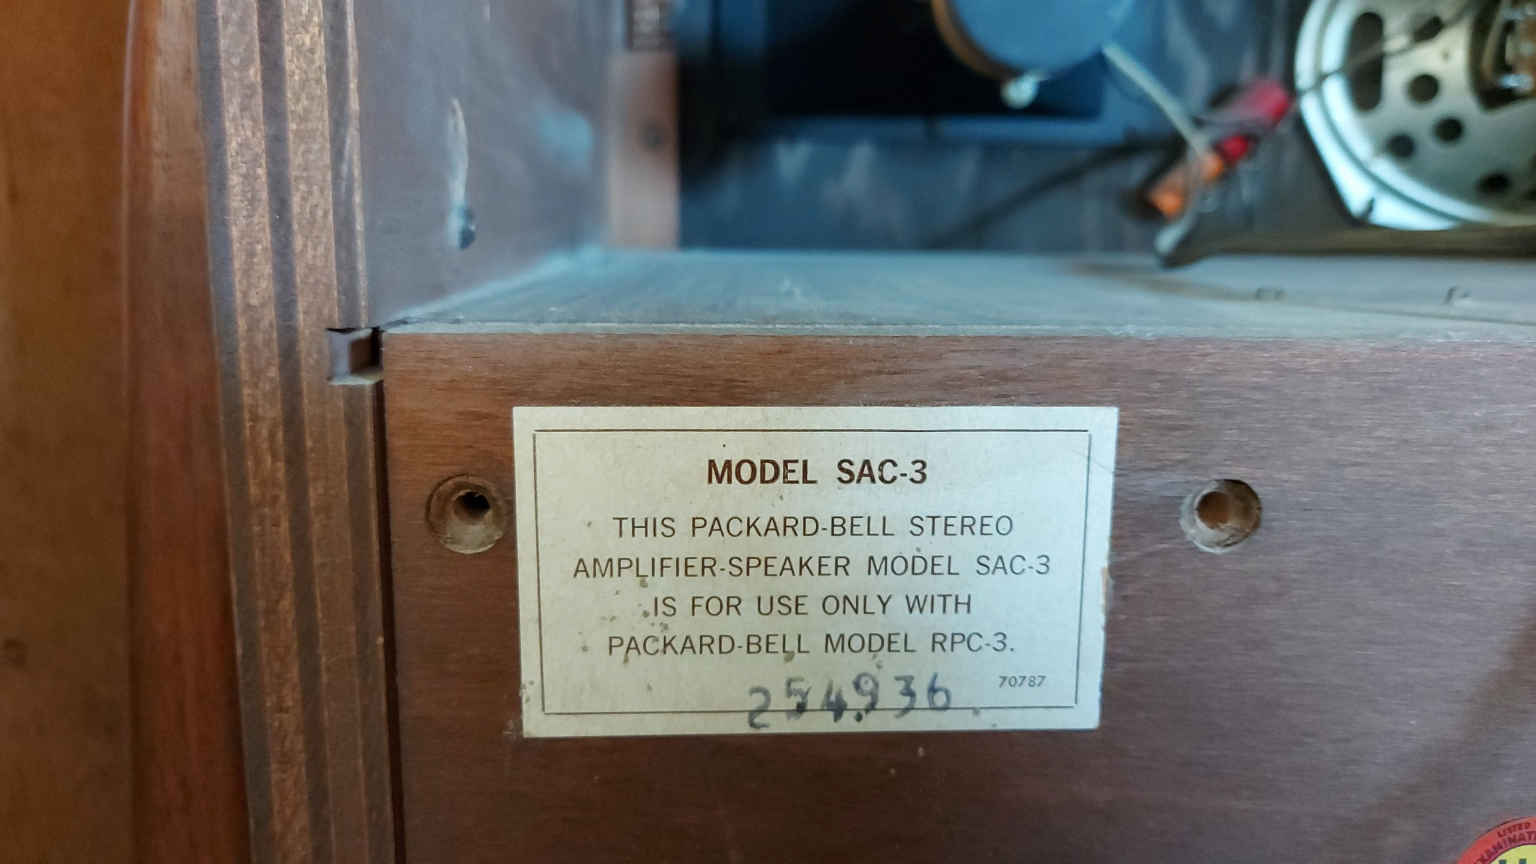 MODEL SAC-3
THIS PACKARD-BELL STEREO
AMPLIFIER-SPEAKER MODEL SAC-3
IS FOR USE ONLY WITH
PACKARD-BELL MODEL RPC-3.
70787
254936
LISTED